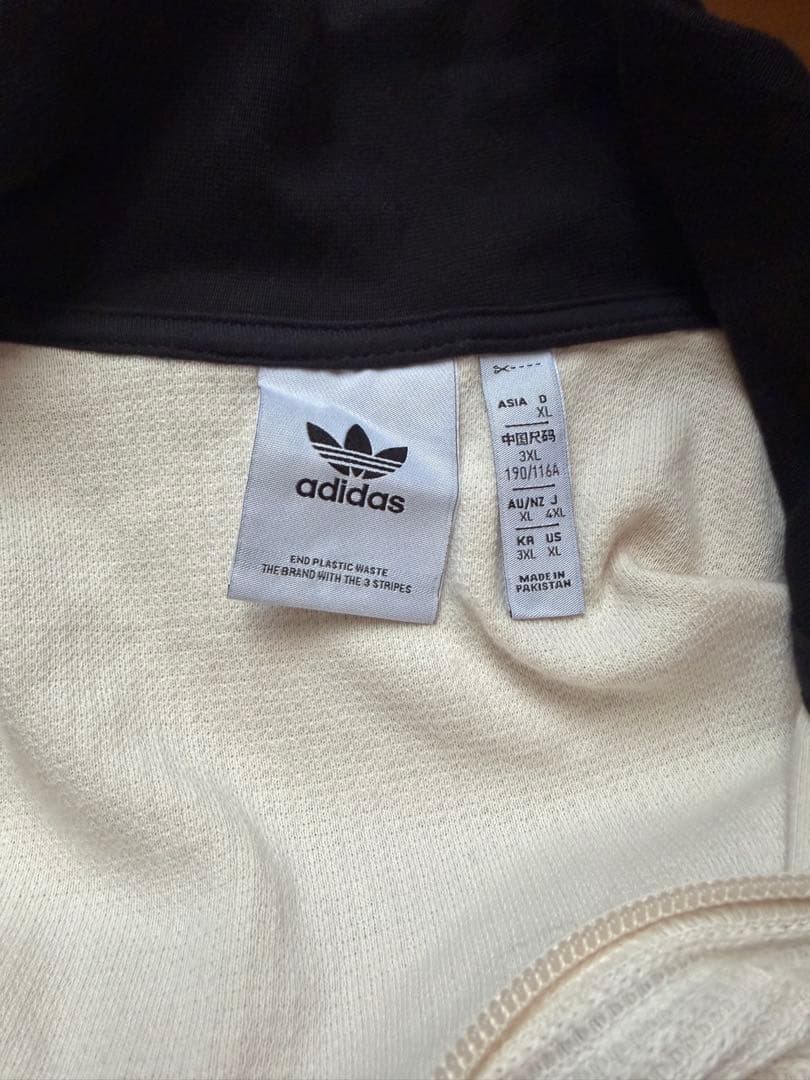 adidas
END PLASTIC WASTE
THE BRAND WITH THE 3 STRIPES
ASIA D
XL
中国尺码
3XL
190/116A
AU/NZ J
XL 4XL
KR US
3XL XL
MADE IN
PAKISTAN